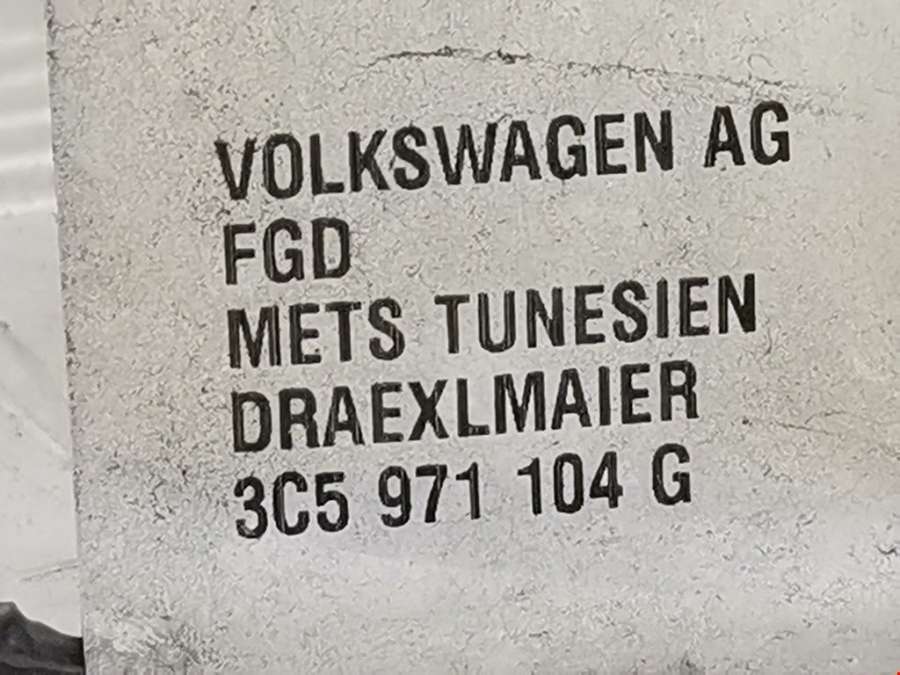 VOLKSWAGEN AG
FGD
METS TUNESIEN
DRAEXLMAIER
3C5 971 104 G